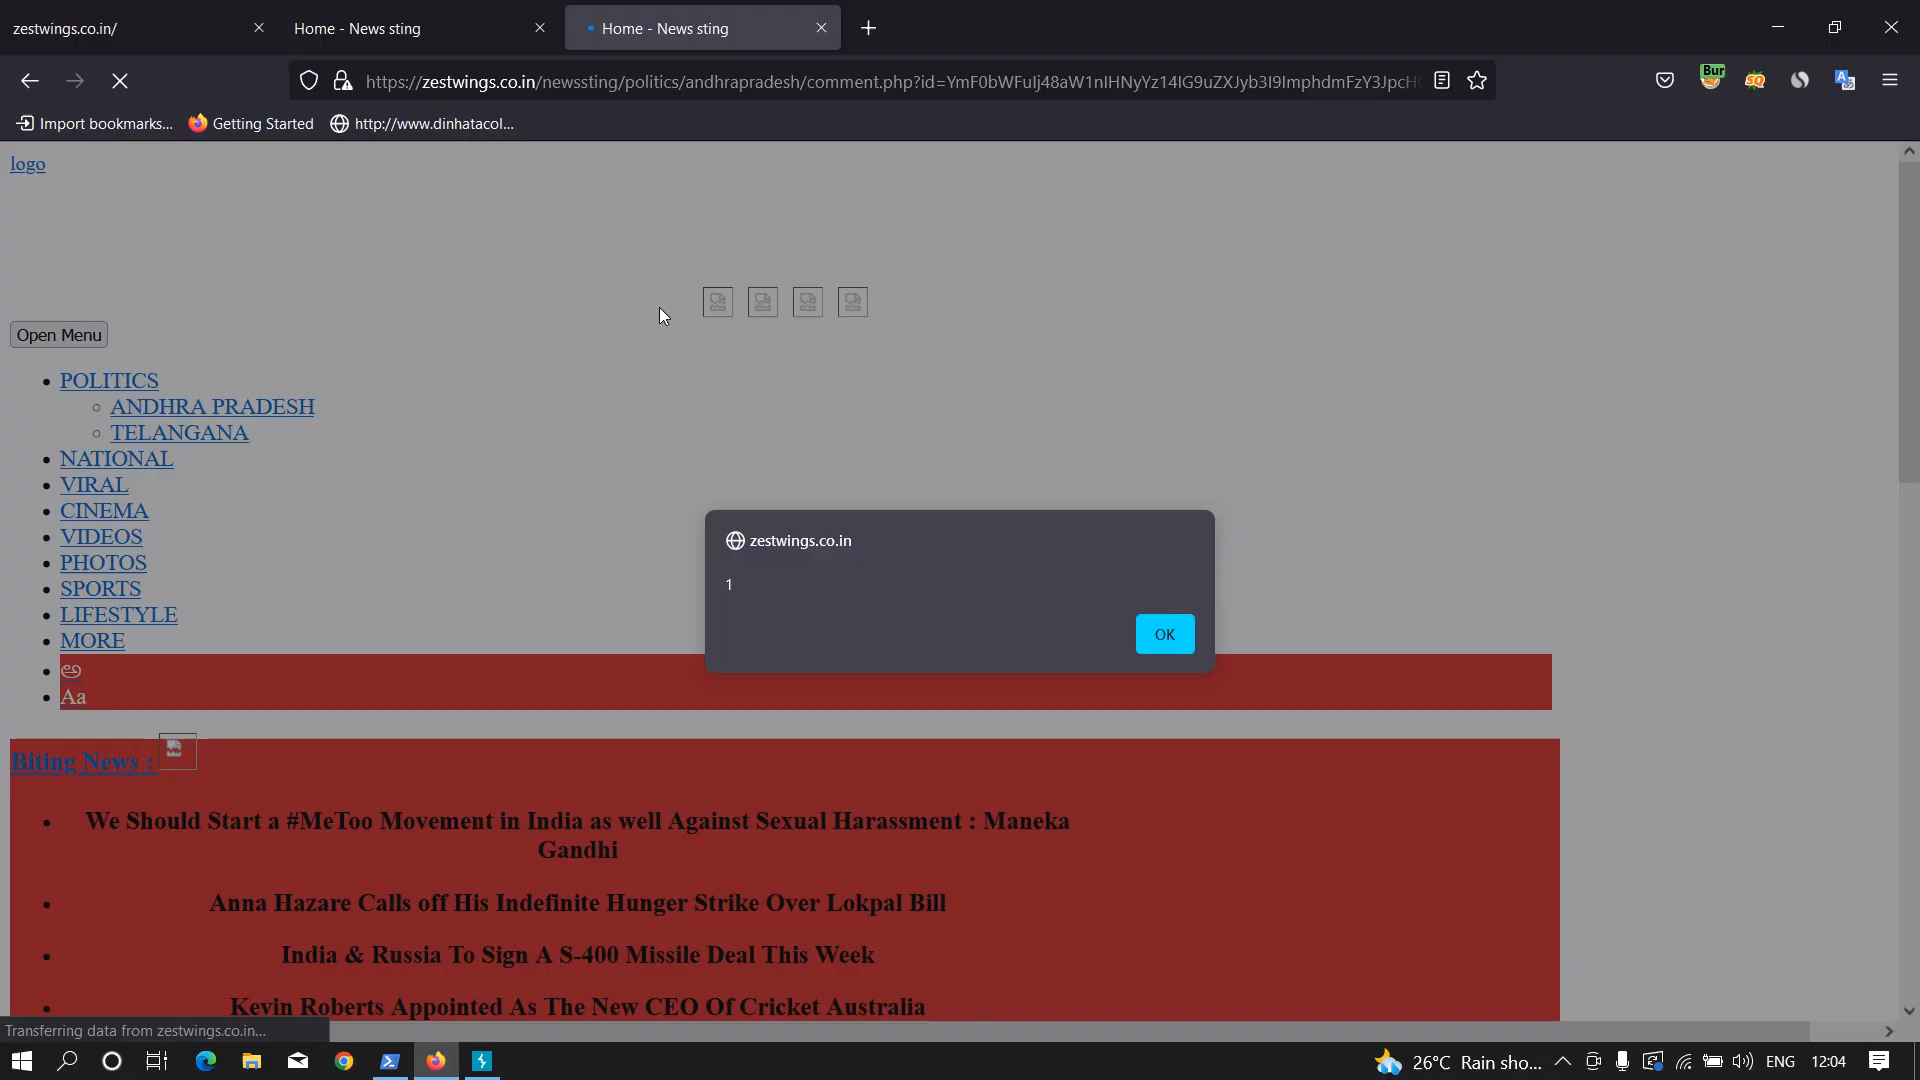 zestwings.co.in/
Home - News sting
Home - News sting
https://zestwings.co.in/newssting/politics/andhrapradesh/comment.php?id=
Bur
Import bookmarks...
Getting Started
http://www.dinhatacol...
logo
Open Menu
POLITICS
ANDHRA PRADESH
TELANGANA
NATIONAL
VIRAL
CINEMA
VIDEOS
PHOTOS
SPORTS
LIFESTYLE
MORE
అ
Aa
zestwings.co.in
1
OK
Biting News :
We Should Start a #MeToo Movement in India as well Against Sexual Harassment : Maneka
Gandhi
Anna Hazare Calls off His Indefinite Hunger Strike Over Lokpal Bill
India & Russia To Sign A S-400 Missile Deal This Week
Kevin Roberts Appointed As The New CEO Of Cricket Australia
Transferring data from zestwings.co.in...
26°C Rain sho...
ENG
12:04